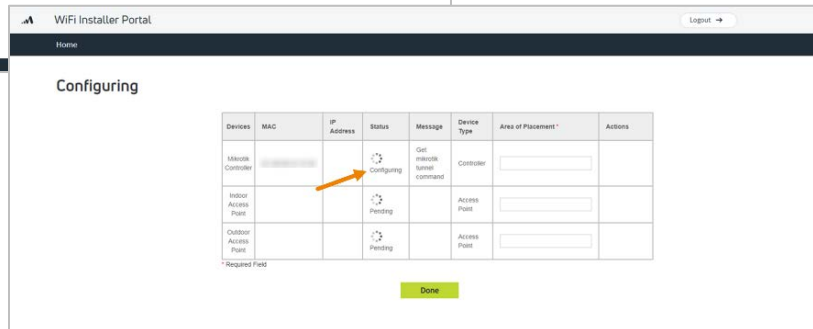 WiFi Installer Portal
Logout →
Home
Configuring
Devices MAC IP Address Status Message Device Type Area of Placement * Actions
Mikrotik Controller Configuring Get mikrotik tunnel command Controller
Indoor Access Point Pending Access Point
Outdoor Access Point Pending Access Point
* Required Field
Done